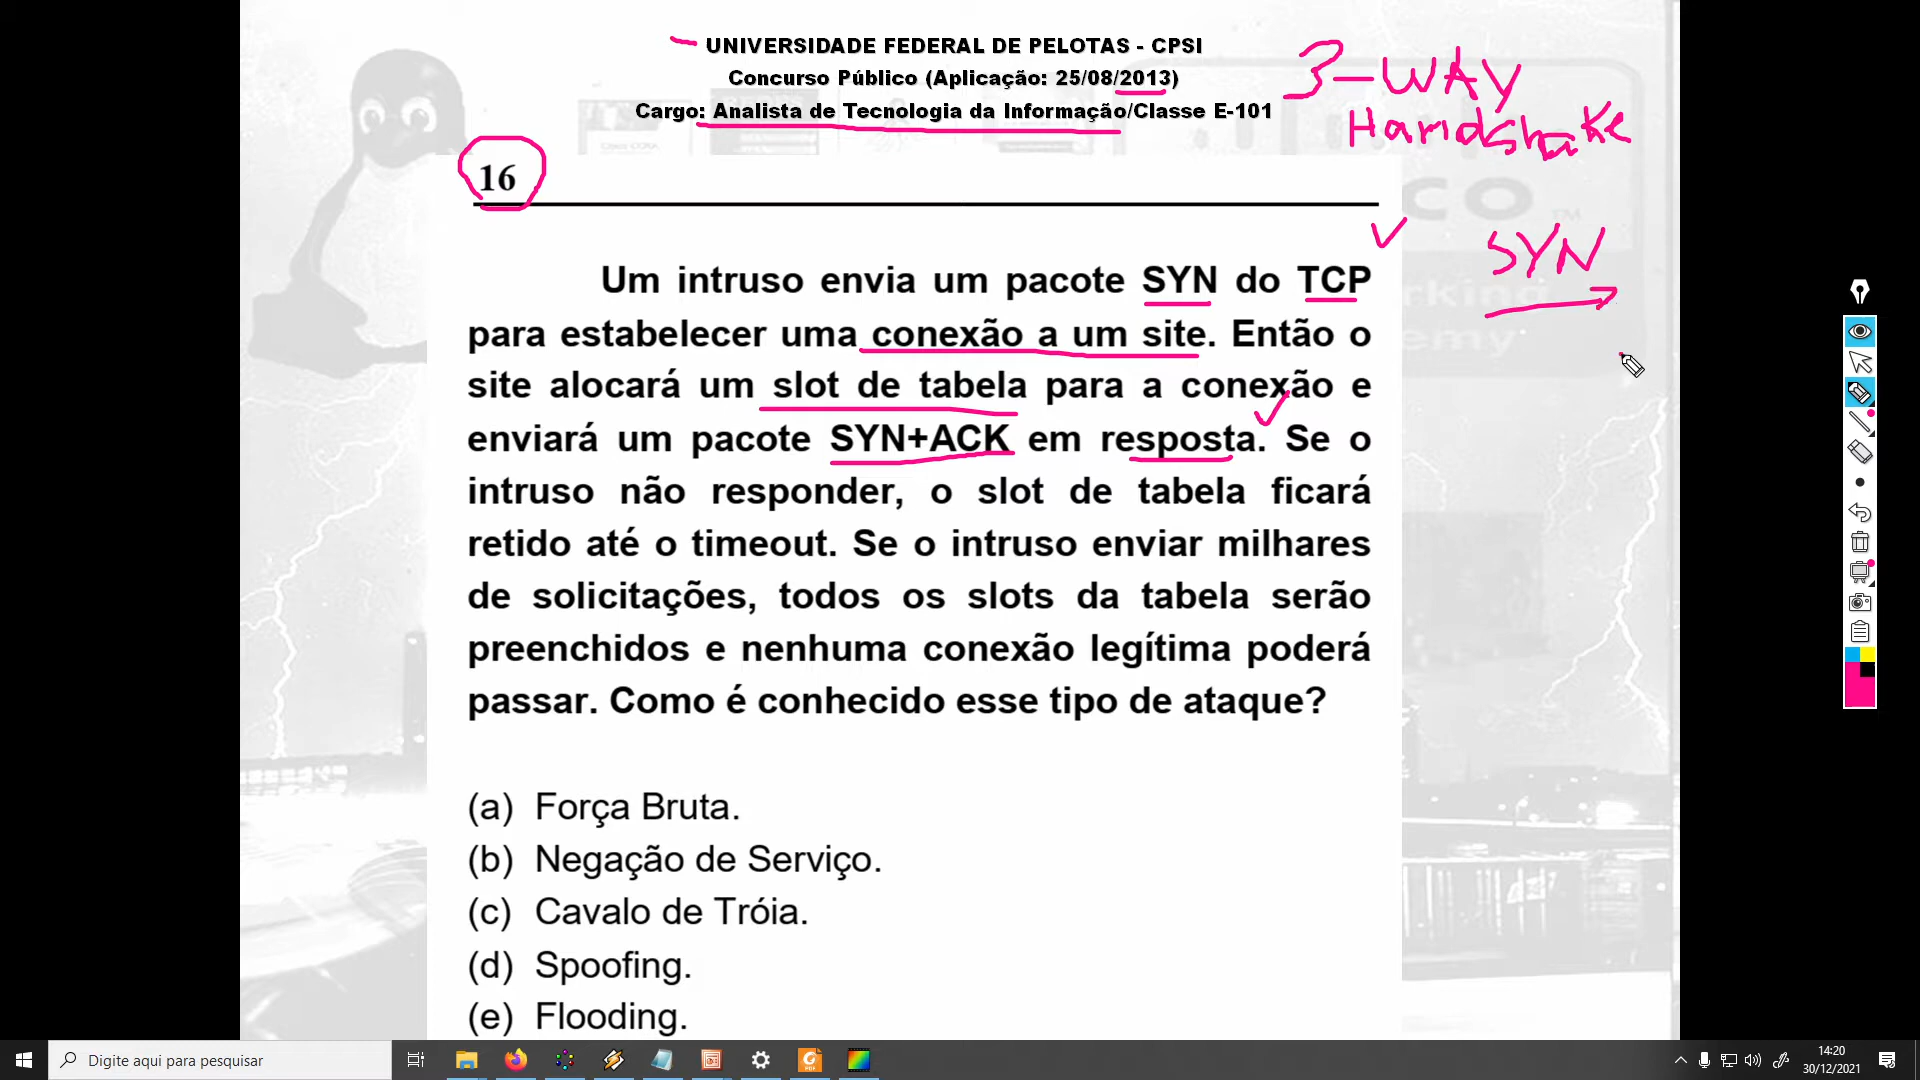 UNIVERSIDADE FEDERAL DE PELOTAS - CPSI
Concurso Público (Aplicação: 25/08/2013)
Cargo: Analista de Tecnologia da Informação/Classe E-101
3-WAY
Handshake
16
SYN
Um intruso envia um pacote SYN do TCP
para estabelecer uma conexão a um site. Então o
site alocará um slot de tabela para a conexão e
enviará um pacote SYN+ACK em resposta. Se o
intruso não responder, o slot de tabela ficará
retido até o timeout. Se o intruso enviar milhares
de solicitações, todos os slots da tabela serão
preenchidos e nenhuma conexão legítima poderá
passar. Como é conhecido esse tipo de ataque?
(a) Força Bruta.
(b) Negação de Serviço.
(c) Cavalo de Tróia.
(d) Spoofing.
(e) Flooding.
Digite aqui para pesquisar
14:20
30/12/2021